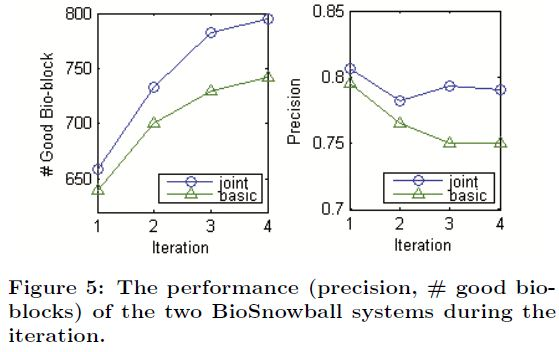 800
750
700
650
# Good Bio-block
joint
basic
1 2 3 4
Iteration
0.85
0.8
0.75
0.7
Precision
joint
basic
1 2 3 4
Iteration
Figure 5: The performance (precision, # good bio-
blocks) of the two BioSnowball systems during the
iteration.